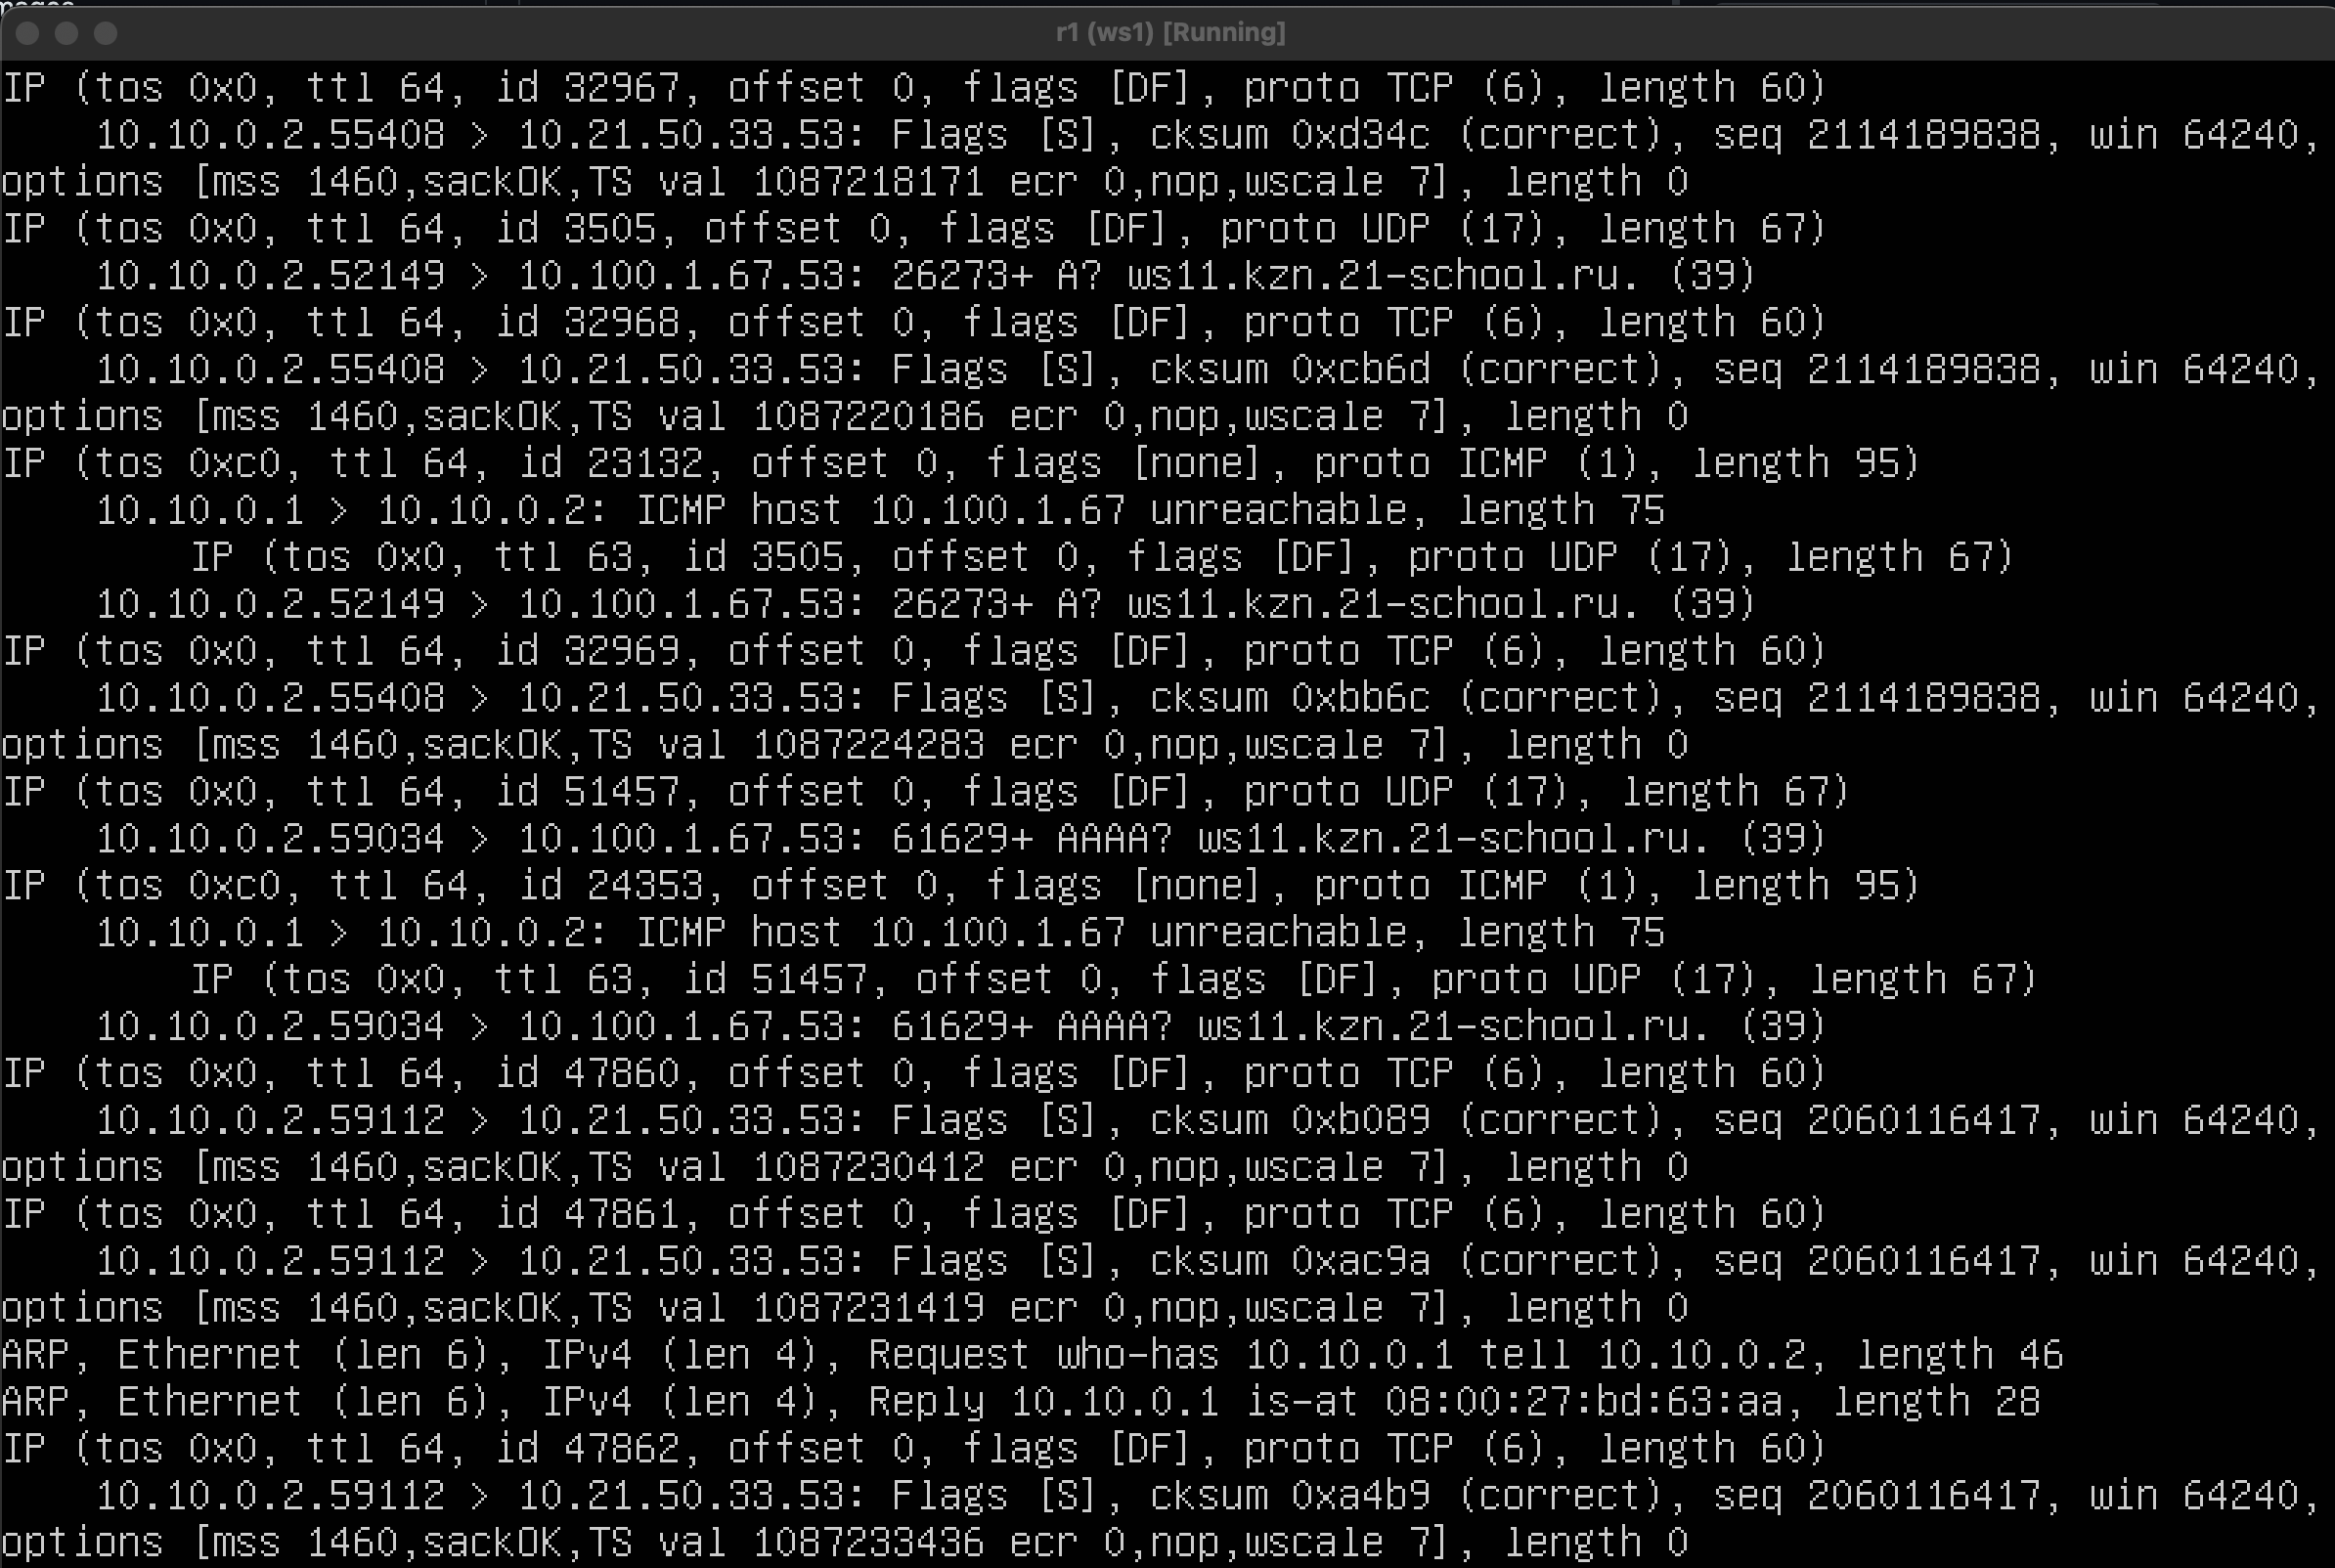 r1 (ws1) [Running]
IP (tos 0x0, ttl 64, id 32967, offset 0, flags [DF], proto TCP (6), length 60)
    10.10.0.2.55408 > 10.21.50.33.53: Flags [S], cksum 0xd34c (correct), seq 2114189838, win 64240,
options [mss 1460,sackOK,TS val 1087218171 ecr 0,nop,wscale 7], length 0
IP (tos 0x0, ttl 64, id 3505, offset 0, flags [DF], proto UDP (17), length 67)
    10.10.0.2.52149 > 10.100.1.67.53: 26273+ A? ws11.kzn.21-school.ru. (39)
IP (tos 0x0, ttl 64, id 32968, offset 0, flags [DF], proto TCP (6), length 60)
    10.10.0.2.55408 > 10.21.50.33.53: Flags [S], cksum 0xcb6d (correct), seq 2114189838, win 64240,
options [mss 1460,sackOK,TS val 1087220186 ecr 0,nop,wscale 7], length 0
IP (tos 0xc0, ttl 64, id 23132, offset 0, flags [none], proto ICMP (1), length 95)
    10.10.0.1 > 10.10.0.2: ICMP host 10.100.1.67 unreachable, length 75
        IP (tos 0x0, ttl 63, id 3505, offset 0, flags [DF], proto UDP (17), length 67)
    10.10.0.2.52149 > 10.100.1.67.53: 26273+ A? ws11.kzn.21-school.ru. (39)
IP (tos 0x0, ttl 64, id 32969, offset 0, flags [DF], proto TCP (6), length 60)
    10.10.0.2.55408 > 10.21.50.33.53: Flags [S], cksum 0xbb6c (correct), seq 2114189838, win 64240,
options [mss 1460,sackOK,TS val 1087224283 ecr 0,nop,wscale 7], length 0
IP (tos 0x0, ttl 64, id 51457, offset 0, flags [DF], proto UDP (17), length 67)
    10.10.0.2.59034 > 10.100.1.67.53: 61629+ AAAA? ws11.kzn.21-school.ru. (39)
IP (tos 0xc0, ttl 64, id 24353, offset 0, flags [none], proto ICMP (1), length 95)
    10.10.0.1 > 10.10.0.2: ICMP host 10.100.1.67 unreachable, length 75
        IP (tos 0x0, ttl 63, id 51457, offset 0, flags [DF], proto UDP (17), length 67)
    10.10.0.2.59034 > 10.100.1.67.53: 61629+ AAAA? ws11.kzn.21-school.ru. (39)
IP (tos 0x0, ttl 64, id 47860, offset 0, flags [DF], proto TCP (6), length 60)
    10.10.0.2.59112 > 10.21.50.33.53: Flags [S], cksum 0xb089 (correct), seq 2060116417, win 64240,
options [mss 1460,sackOK,TS val 1087230412 ecr 0,nop,wscale 7], length 0
IP (tos 0x0, ttl 64, id 47861, offset 0, flags [DF], proto TCP (6), length 60)
    10.10.0.2.59112 > 10.21.50.33.53: Flags [S], cksum 0xac9a (correct), seq 2060116417, win 64240,
options [mss 1460,sackOK,TS val 1087231419 ecr 0,nop,wscale 7], length 0
ARP, Ethernet (len 6), IPv4 (len 4), Request who-has 10.10.0.1 tell 10.10.0.2, length 46
ARP, Ethernet (len 6), IPv4 (len 4), Reply 10.10.0.1 is-at 08:00:27:bd:63:aa, length 28
IP (tos 0x0, ttl 64, id 47862, offset 0, flags [DF], proto TCP (6), length 60)
    10.10.0.2.59112 > 10.21.50.33.53: Flags [S], cksum 0xa4b9 (correct), seq 2060116417, win 64240,
options [mss 1460,sackOK,TS val 1087233436 ecr 0,nop,wscale 7], length 0